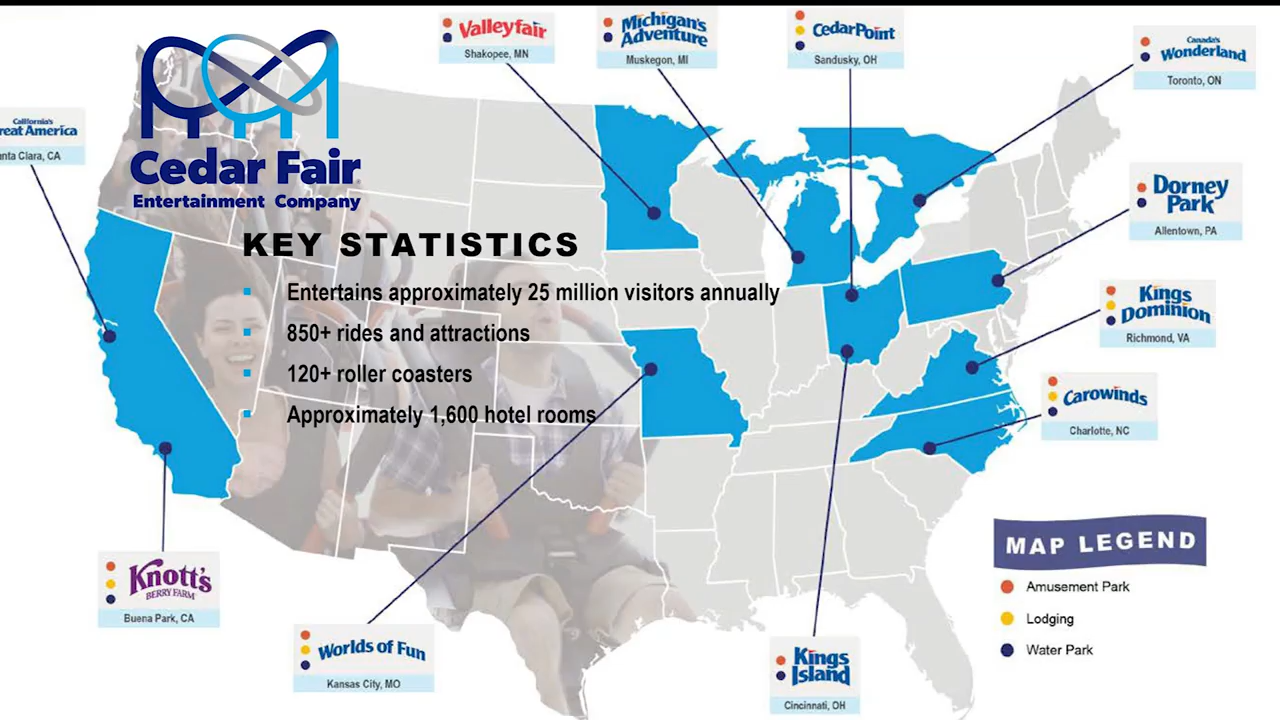 Valleyfair
Shakopee, MN
Michigan's
Adventure
Muskegon, MI
CedarPoint
Sandusky, OH
Canada's
Wonderland
Toronto, ON
California's
reat America
nta Clara, CA
Cedar Fair
Entertainment Company
Dorney
Park
Allentown, PA
KEY STATISTICS
Entertains approximately 25 million visitors annually
850+ rides and attractions
120+ roller coasters
Approximately 1,600 hotel rooms
Kings
Dominion
Richmond, VA
Carowinds
Charlotte, NC
Knott's
BERRY FARM
Buena Park, CA
Worlds of Fun
Kansas City, MO
Kings
Island
Cincinnati, OH
MAP LEGEND
Amusement Park
Lodging
Water Park